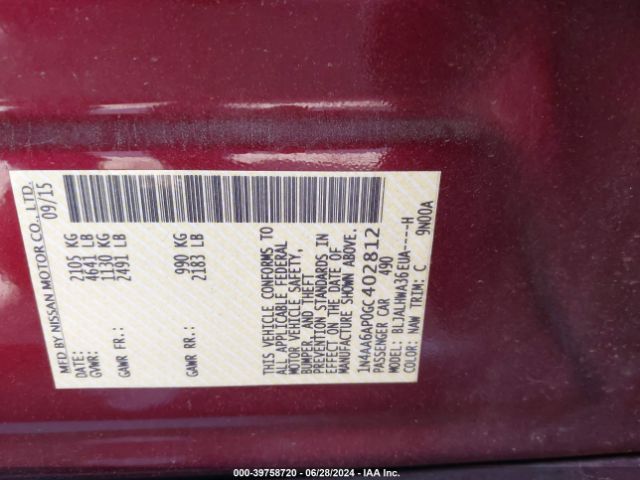 MFD BY NISSAN MOTOR CO., LTD.
DATE: 09/15
GVWR: 2105 KG
4641 LB
GAWR FR: 1130 KG
2491 LB
GAWR RR: 990 KG
2183 LB
THIS VEHICLE CONFORMS TO
ALL APPLICABLE FEDERAL
MOTOR VEHICLE SAFETY,
BUMPER, AND THEFT
PREVENTION STANDARDS IN
EFFECT ON THE DATE OF
MANUFACTURE SHOWN ABOVE.
1N4AA6AP0GC402812
PASSENGER CAR 490
MODEL: BLJALHWA36EUA----H
COLOR: NAW TRIM: C 9N00A
000-39758720 - 06/28/2024 - IAA Inc.